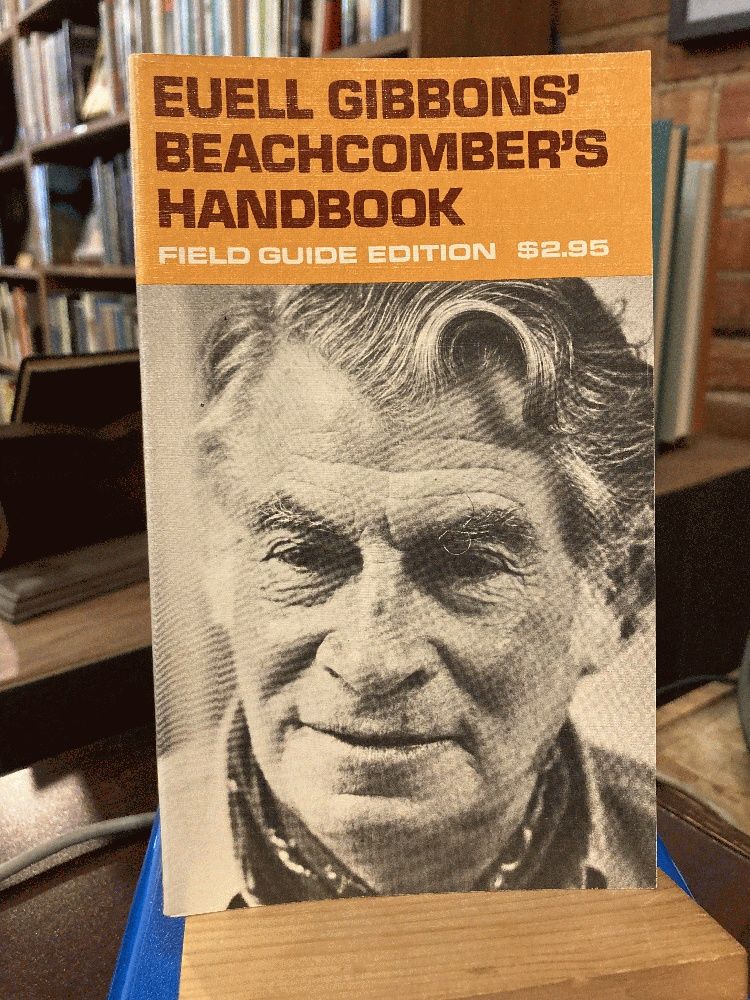 EUELL GIBBONS'
BEACHCOMBER'S
HANDBOOK
FIELD GUIDE EDITION $2.95